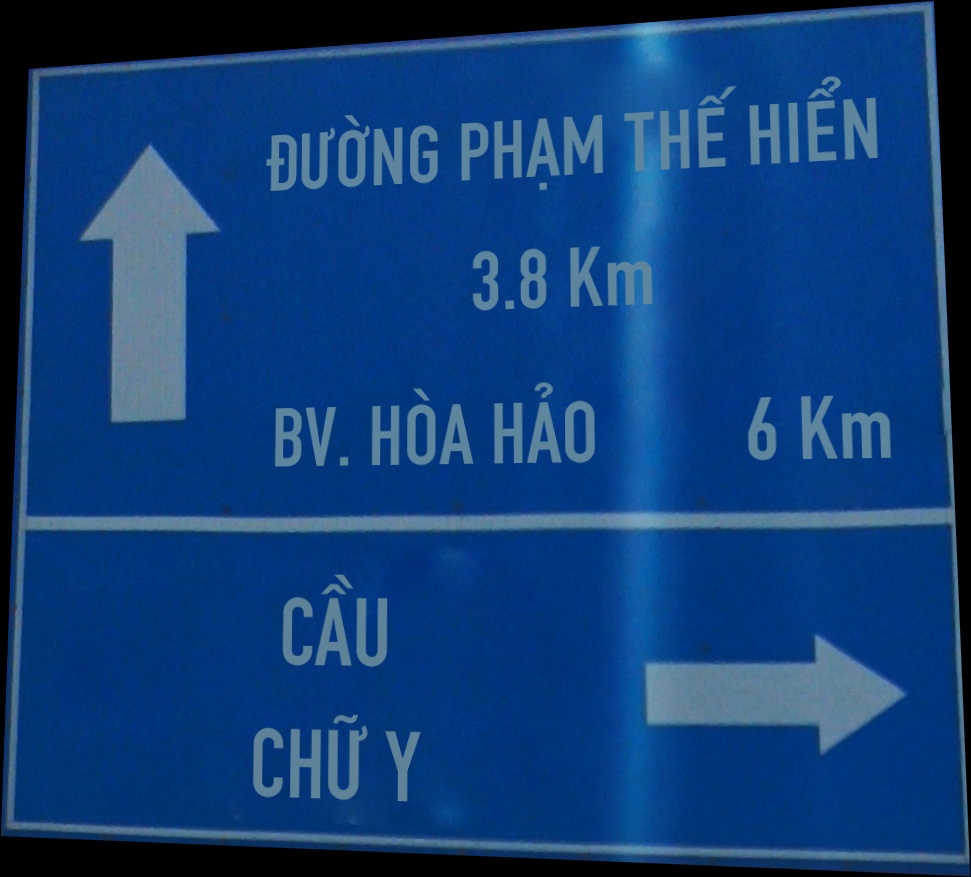 ĐƯỜNG PHẠM THẾ HIỂN
3.8 Km
BV. HÒA HẢO 6 Km
CẦU
CHỮ Y